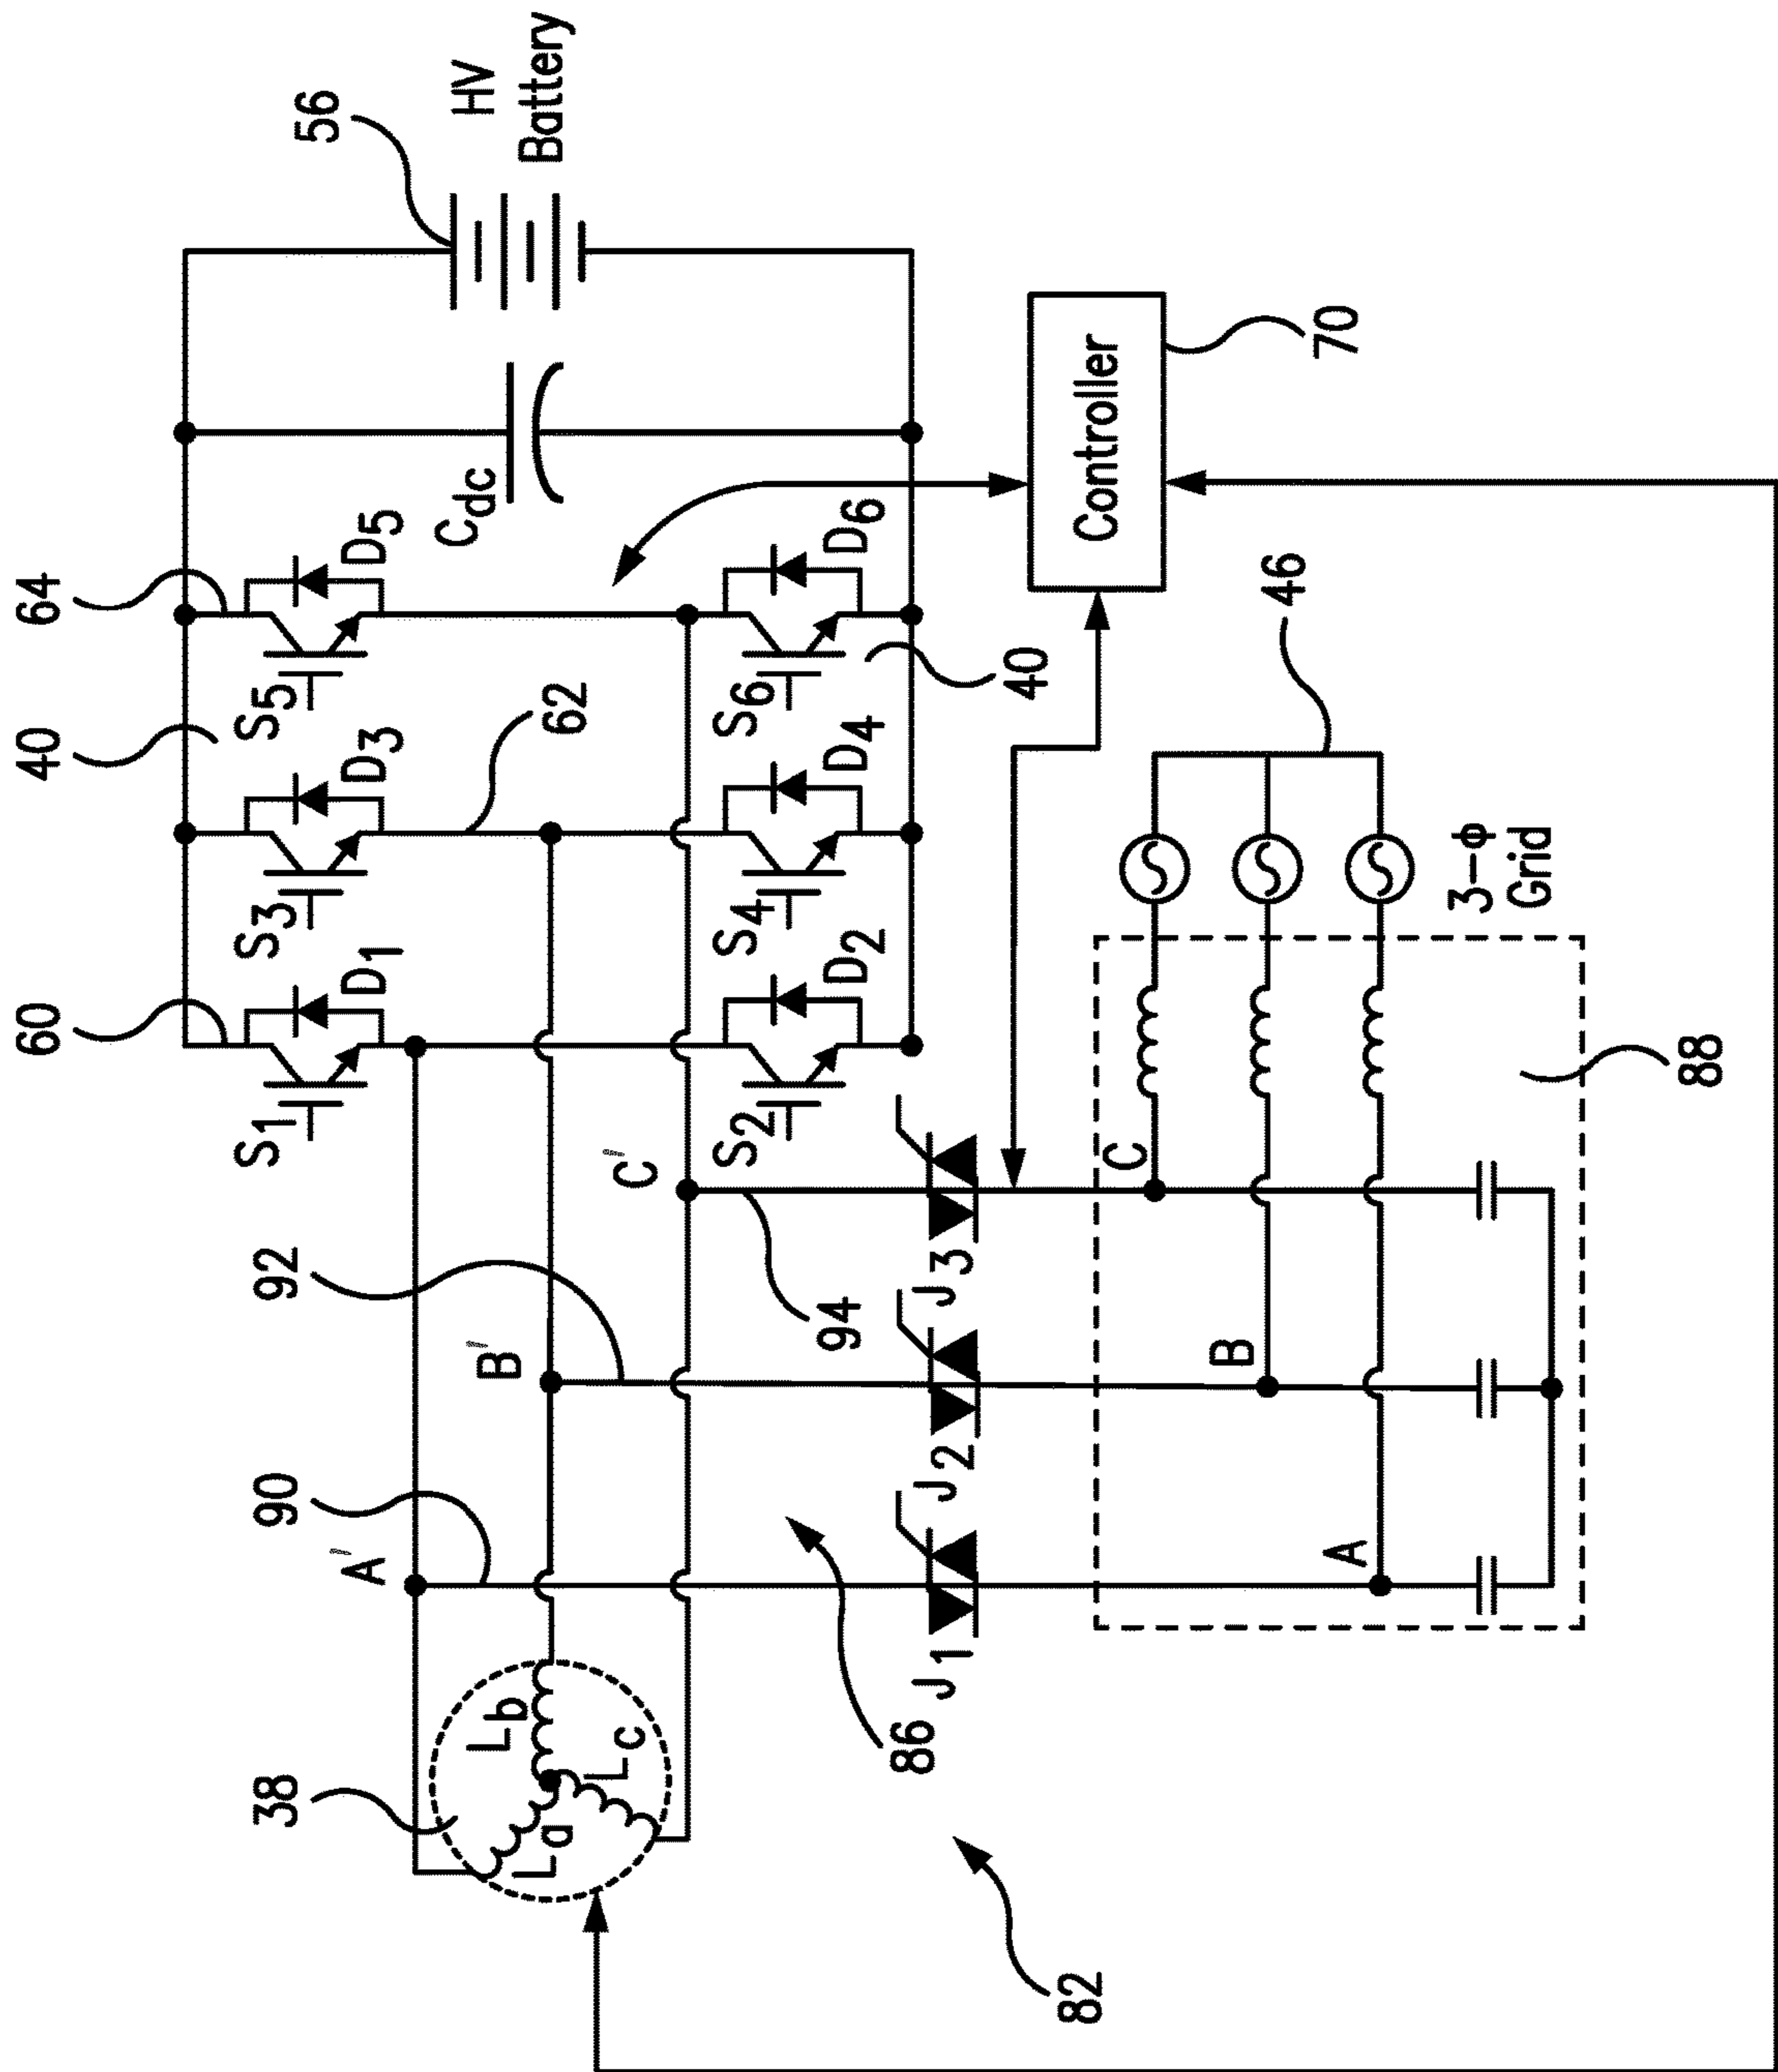 60
40
64
S1
D1
S3
D3
S5
D5
Cdc
56
HV
Battery
62
38
La
Lb
Lc
A'
90
B'
92
C'
94
S2
D2
S4
D4
S6
D6
40
86
J1
J2
J3
82
Controller
70
A
B
C
46
3-ϕ
Grid
88